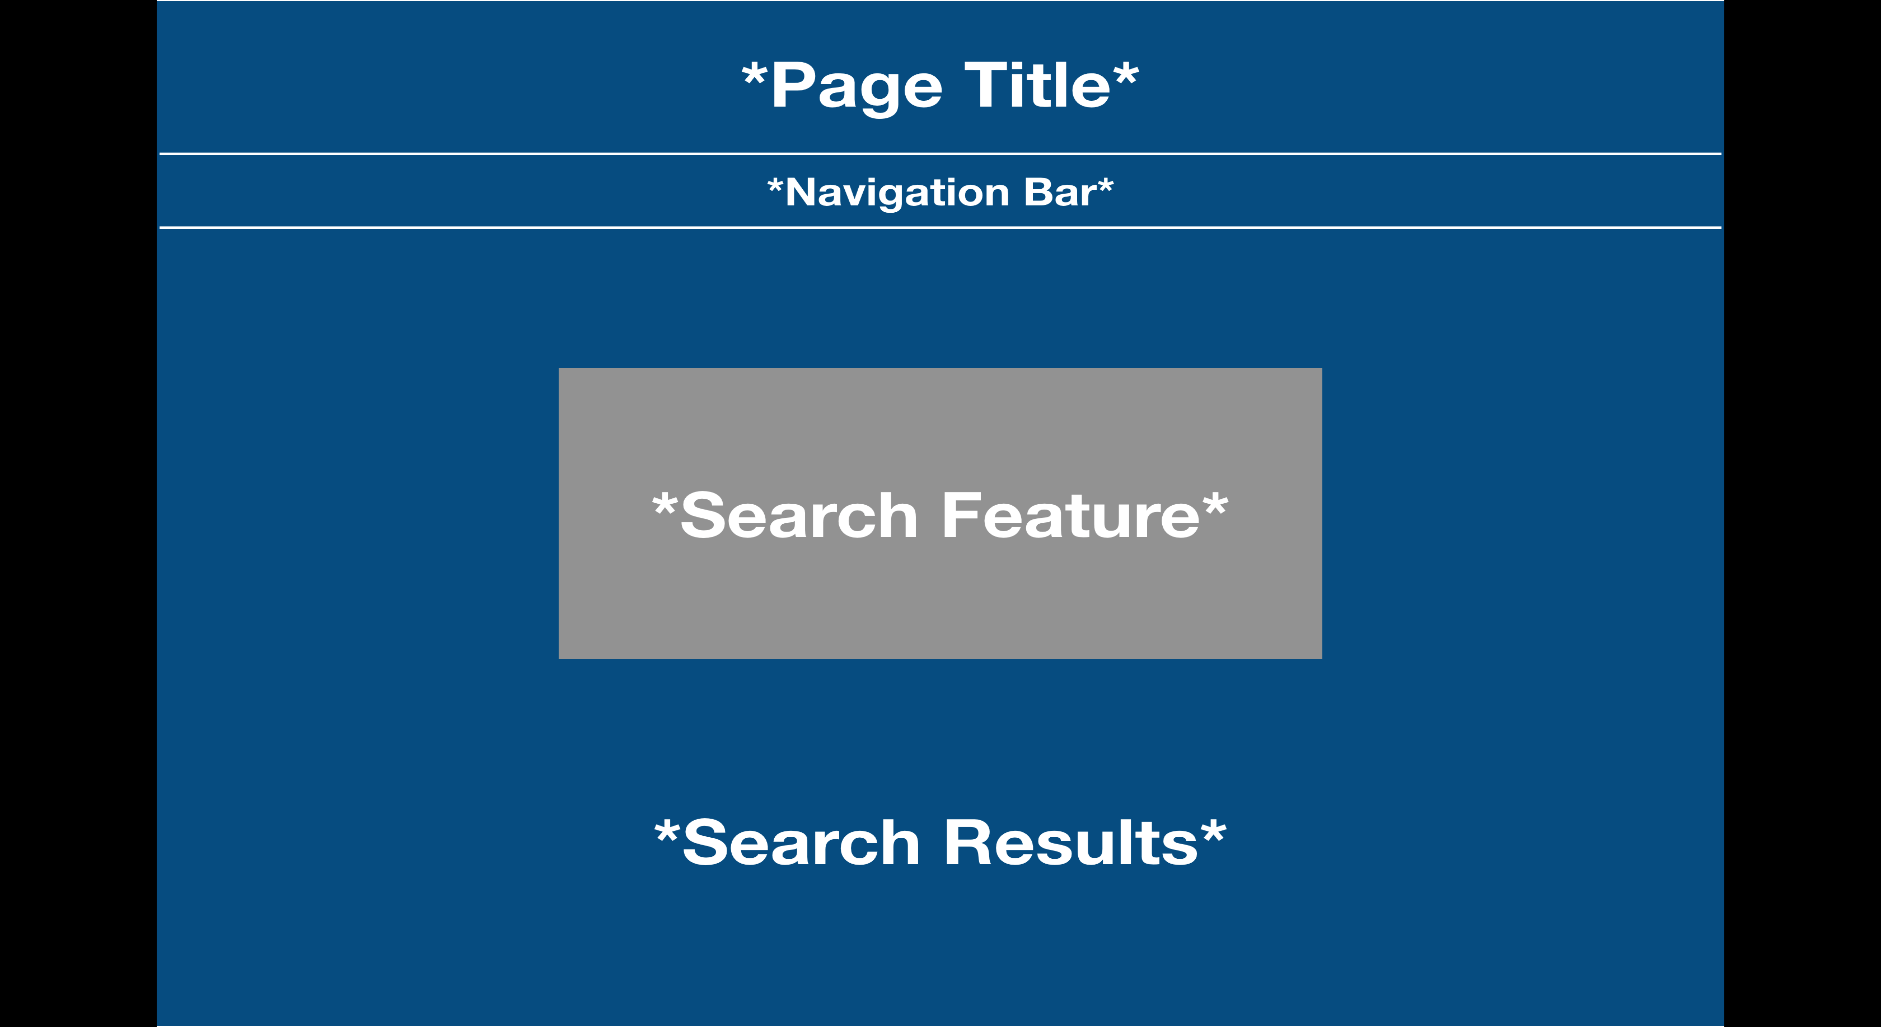 *Page Title*
*Navigation Bar*
*Search Feature*
*Search Results*